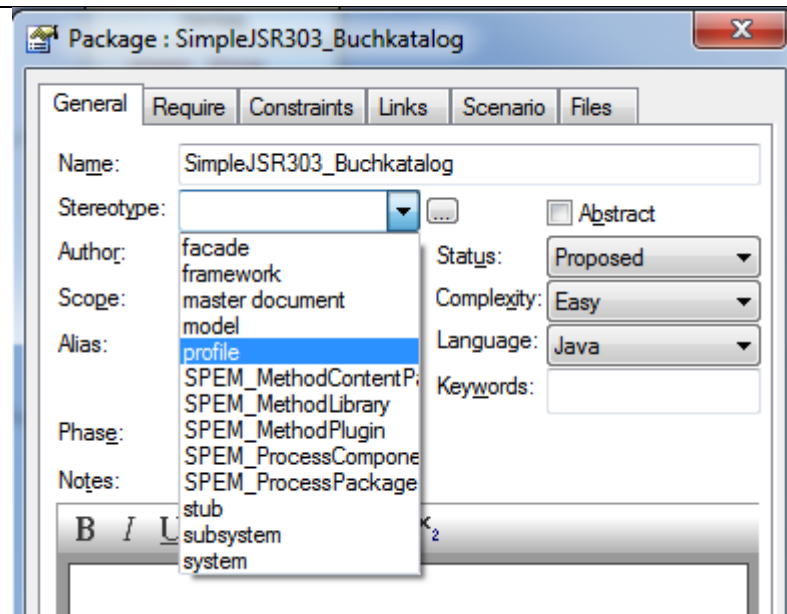 Package : SimpleJSR303_Buchkatalog
General Require Constraints Links Scenario Files
Name: SimpleJSR303_Buchkatalog
Stereotype: ... Abstract
Author: Status: Proposed
Scope: Complexity: Easy
Alias: Language: Java
Keywords:
Phase:
Notes:
facade
framework
master document
model
profile
SPEM_MethodContentP
SPEM_MethodLibrary
SPEM_MethodPlugin
SPEM_ProcessCompone
SPEM_ProcessPackage
stub
subsystem
system
B I U x₂